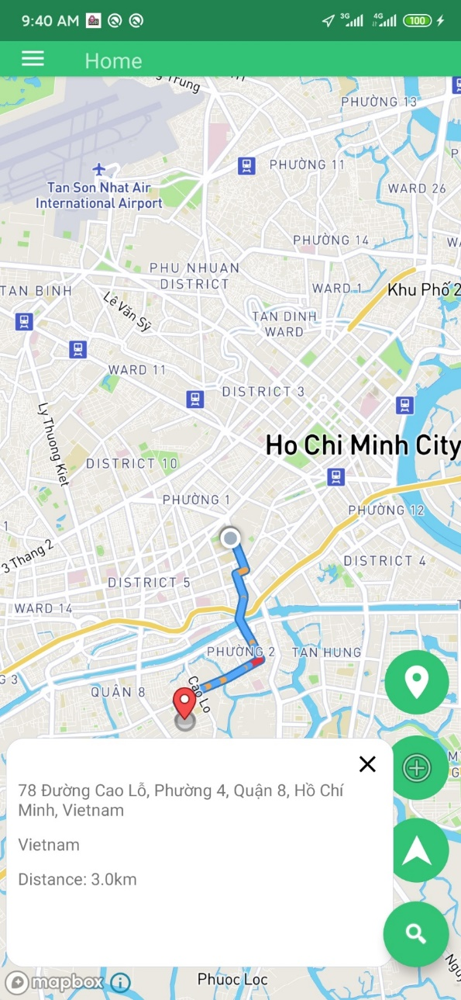 9:40 AM
3G
4G
100
Home
Trung
PHƯỜNG 13
PHƯỜNG 11
Tan Son Nhat Air
International Airport
WARD 26
PHƯỜNG 14
PHU NHUAN
DISTRICT
TAN BINH
WARD 1
Khu Phố 2
Lê Văn Sỹ
TAN DINH
WARD
WARD 11
DISTRICT 3
Ly Thuong Kiet
Ho Chi Minh City
DISTRICT 10
PHƯỜNG 1
PHƯỜNG 12
1
3 Thang 2
DISTRICT 4
DISTRICT 5
WARD 14
PHƯỜNG 2
TAN HUNG
G 3
QUẬN 8
Cao Lo
78 Đường Cao Lỗ, Phường 4, Quận 8, Hồ Chí
Minh, Vietnam
Vietnam
Distance: 3.0km
mapbox
Phuoc Loc